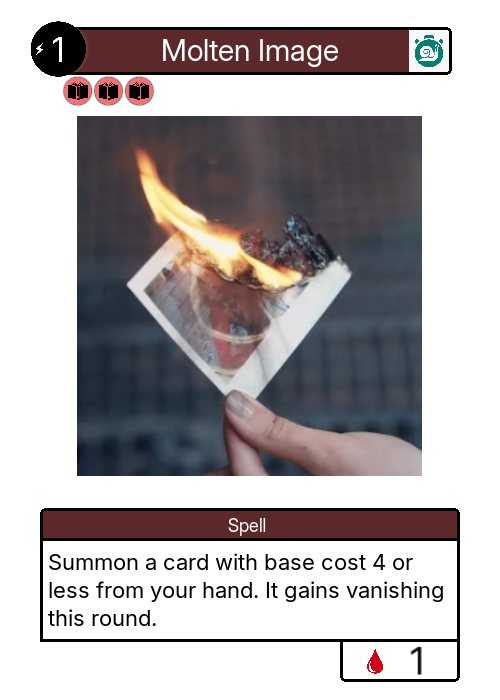 1
Molten Image
Spell
Summon a card with base cost 4 or
less from your hand. It gains vanishing
this round.
1